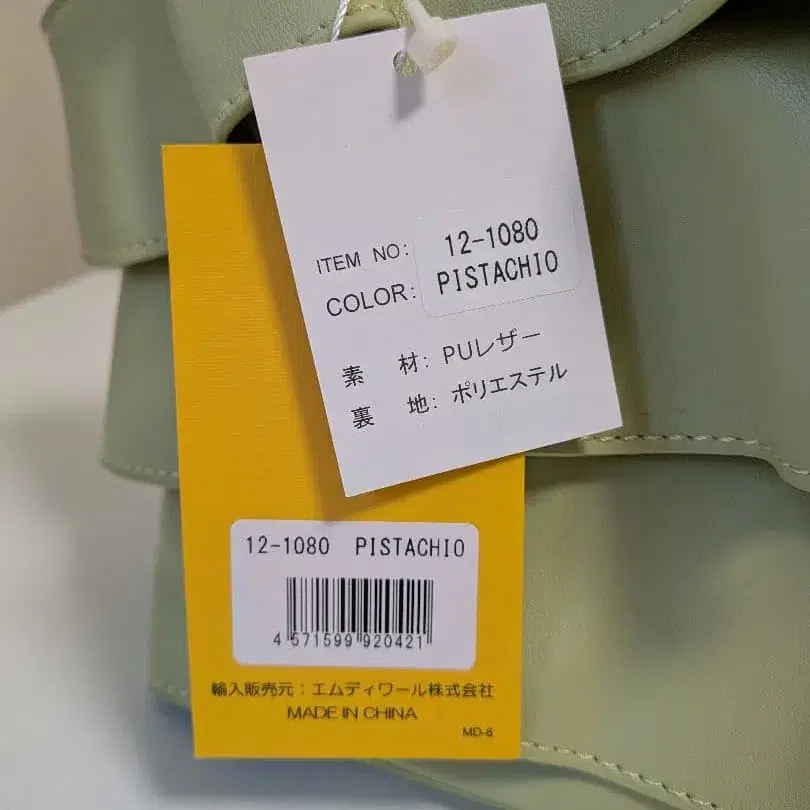 ITEM NO: 12-1080
COLOR: PISTACHIO
素 材: PUレザー
裏 地: ポリエステル
12-1080 PISTACHIO
4 571599 920421
輸入販売元:エムディワール株式会社
MADE IN CHINA
MD-8